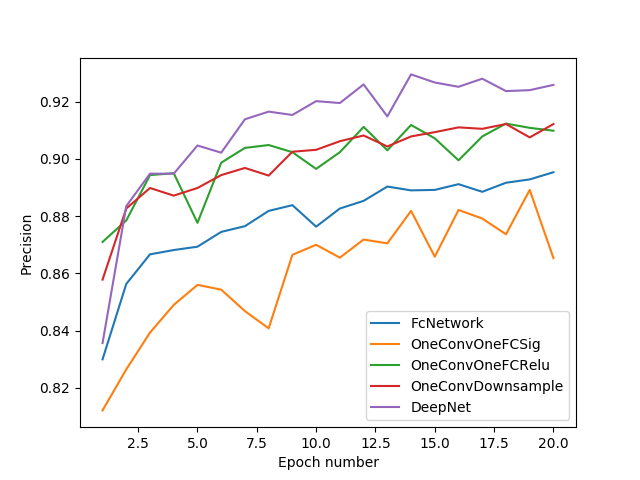 0.92
0.90
0.88
0.86
0.84
0.82
Precision
2.5 5.0 7.5 10.0 12.5 15.0 17.5 20.0
Epoch number
FcNetwork
OneConvOneFCSig
OneConvOneFCRelu
OneConvDownsample
DeepNet